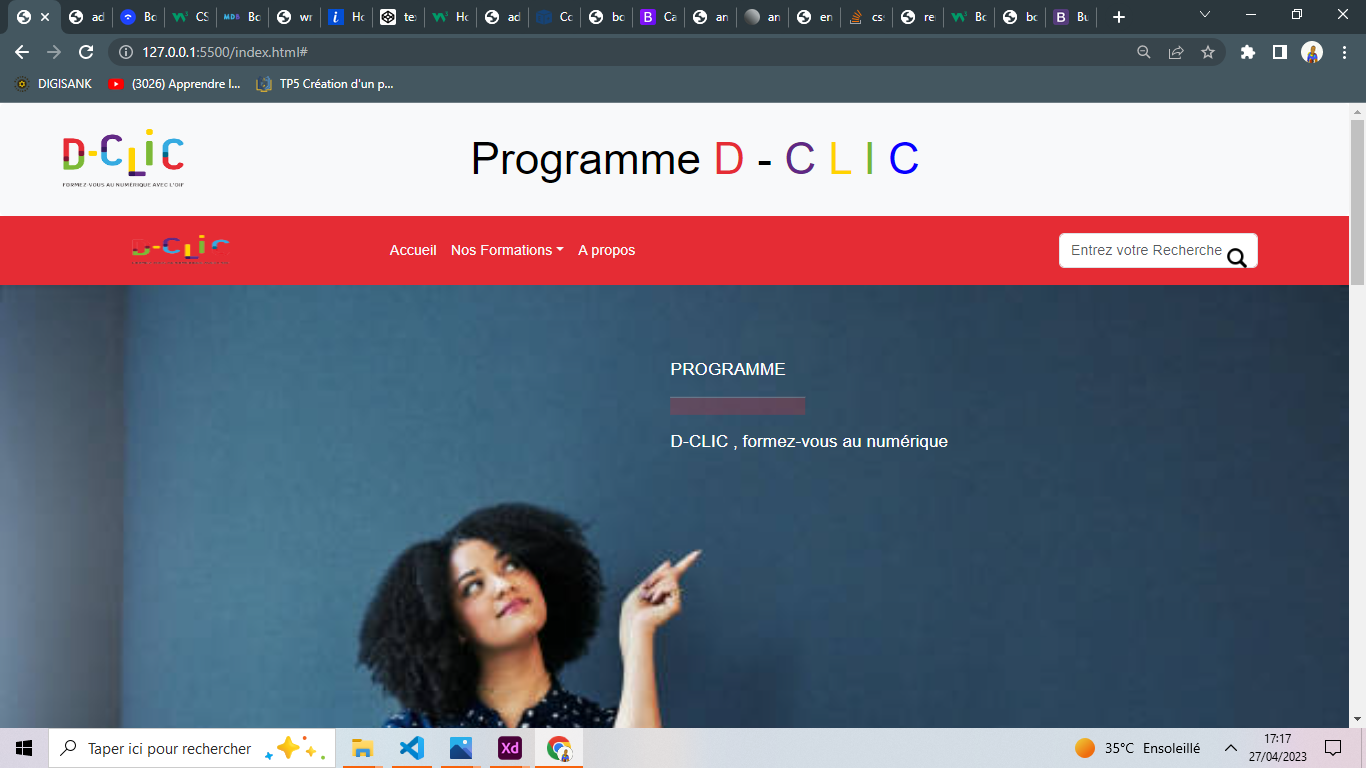 ad
Bo
CS
Bo
wr
Ho
tex
Ho
ad
Co
bo
Ca
an
an
en
cs
re
Bo
bo
Bu
127.0.0.1:5500/index.html#
DIGISANK (3026) Apprendre l... TP5 Création d'un p...
D-CLiC
FORMEZ-VOUS AU NUMÉRIQUE AVEC L'OIF
Programme D - C L I C
D-CLiC
Accueil Nos Formations A propos
Entrez votre Recherche
PROGRAMME
D-CLIC , formez-vous au numérique
Taper ici pour rechercher
Xd
35°C Ensoleillé
17:17
27/04/2023